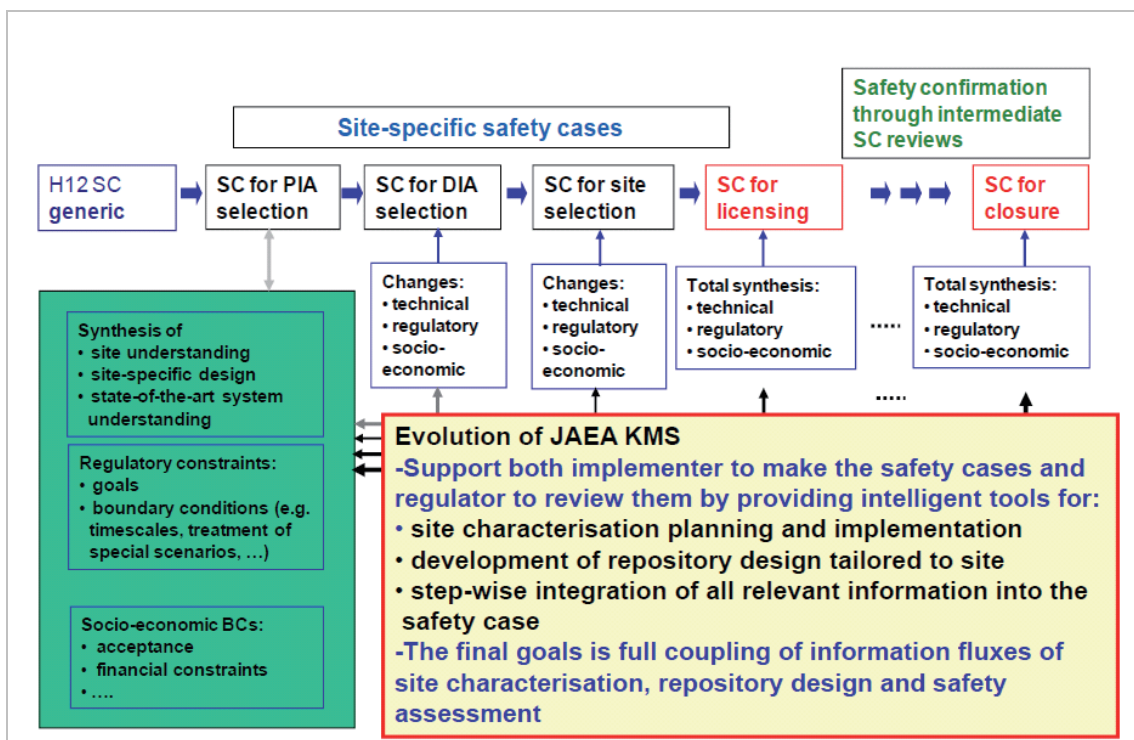 Site-specific safety cases
Safety confirmation
through intermediate
SC reviews
H12 SC
generic
SC for PIA
selection
SC for DIA
selection
SC for site
selection
SC for
licensing
SC for
closure
Changes:
• technical
• regulatory
• socio-
economic
Changes:
• technical
• regulatory
• socio-
economic
Total synthesis:
• technical
• regulatory
• socio-economic
.....
Total synthesis:
• technical
• regulatory
• socio-economic
.....
Synthesis of
• site understanding
• site-specific design
• state-of-the-art system
understanding
Regulatory constraints:
• goals
• boundary conditions (e.g.
timescales, treatment of
special scenarios, …)
Socio-economic BCs:
• acceptance
• financial constraints
• ….
Evolution of JAEA KMS
-Support both implementer to make the safety cases and
regulator to review them by providing intelligent tools for:
• site characterisation planning and implementation
• development of repository design tailored to site
• step-wise integration of all relevant information into the
safety case
-The final goals is full coupling of information fluxes of
site characterisation, repository design and safety
assessment